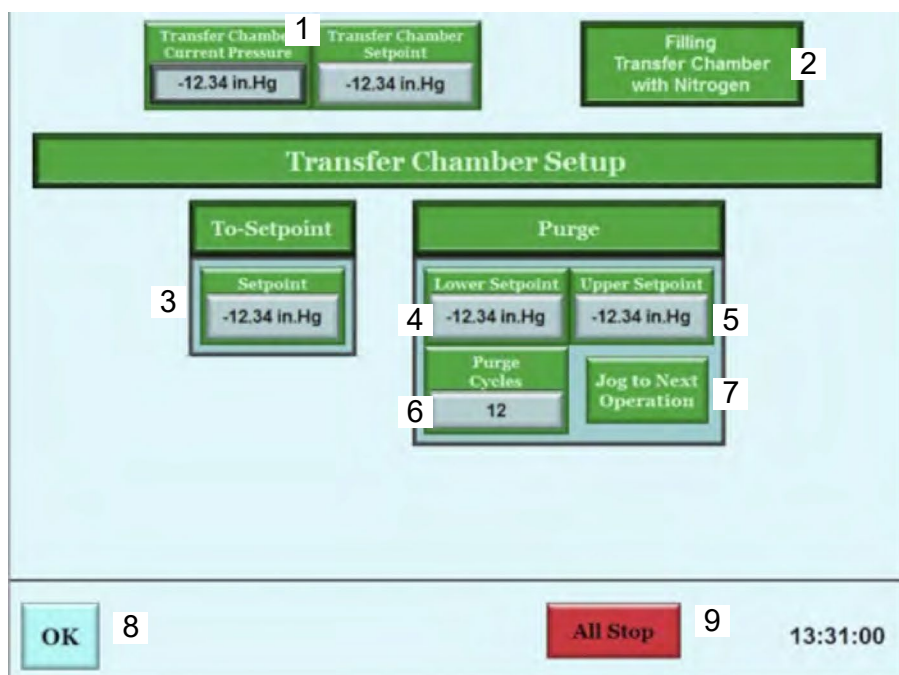 1
Transfer Chamber
Current Pressure
-12.34 in.Hg
Transfer Chamber
Setpoint
-12.34 in.Hg
Filling
Transfer Chamber
with Nitrogen
2
Transfer Chamber Setup
To-Setpoint
3
Setpoint
-12.34 in.Hg
Purge
4
Lower Setpoint
-12.34 in.Hg
Upper Setpoint
-12.34 in.Hg
5
6
Purge
Cycles
12
Jog to Next
Operation
7
OK
8
All Stop
9
13:31:00